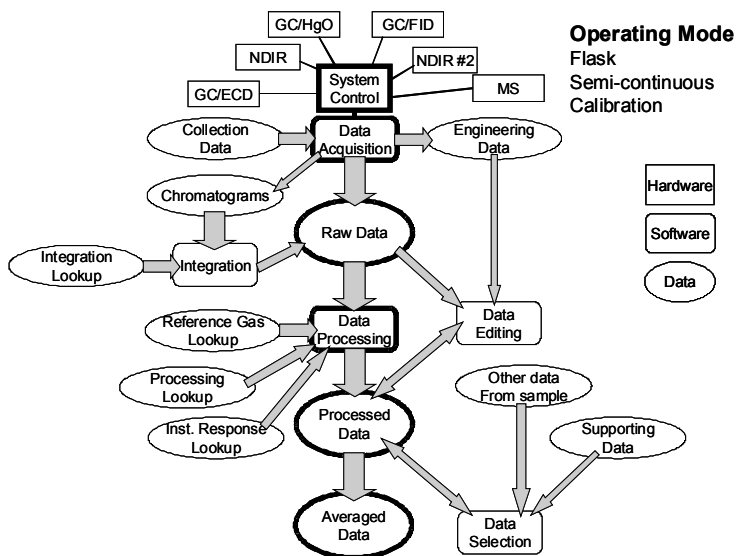 GC/HgO
GC/FID
NDIR
NDIR #2
GC/ECD
MS
System
Control
Operating Mode
Flask
Semi-continuous
Calibration
Collection
Data
Data
Acquisition
Engineering
Data
Chromatograms
Hardware
Software
Data
Raw Data
Integration
Lookup
Integration
Reference Gas
Lookup
Data
Processing
Data
Editing
Processing
Lookup
Other data
From sample
Inst. Response
Lookup
Processed
Data
Supporting
Data
Averaged
Data
Data
Selection